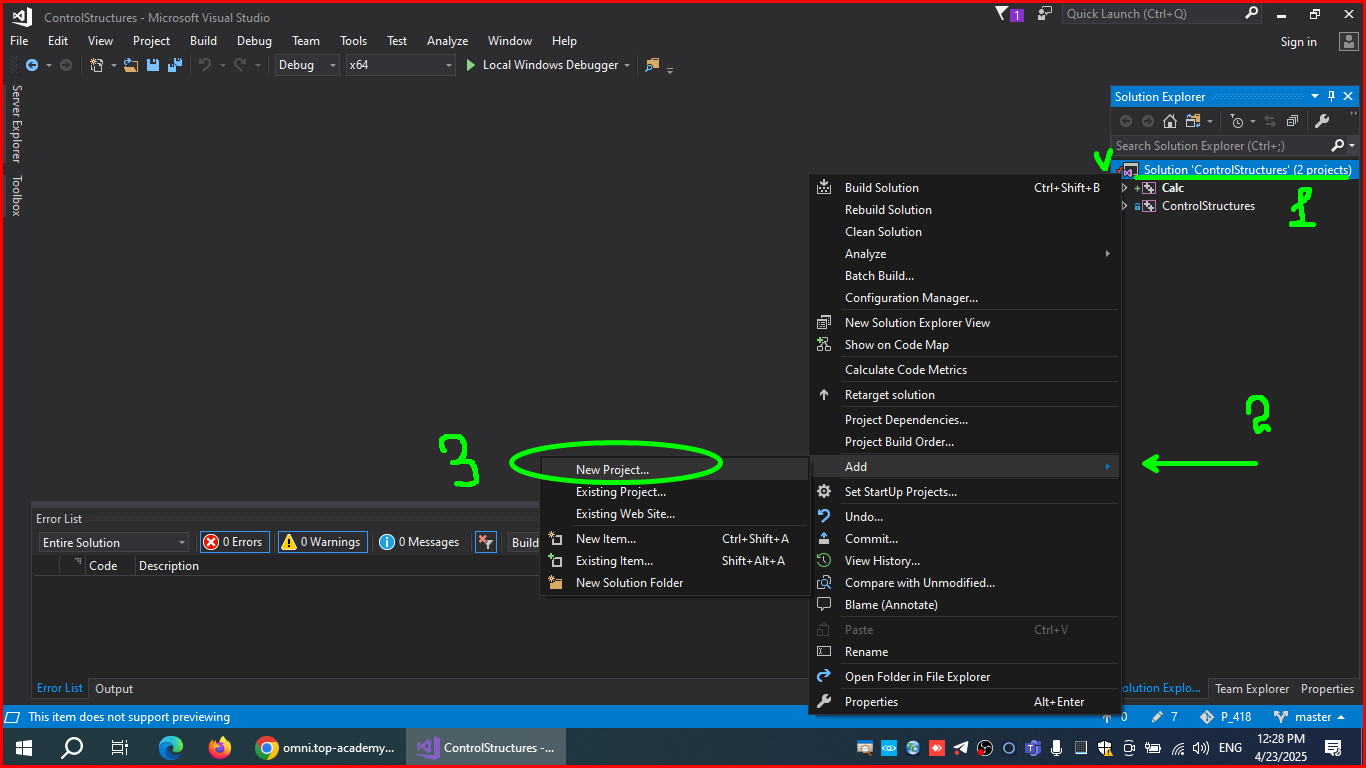 ControlStructures - Microsoft Visual Studio
1
Quick Launch (Ctrl+Q)
File Edit View Project Build Debug Team Tools Test Analyze Window Help
Sign in
Debug x64 Local Windows Debugger
Server Explorer
Toolbox
Solution Explorer
Search Solution Explorer (Ctrl+;)
Solution 'ControlStructures' (2 projects)
Calc
ControlStructures
1
Build Solution Ctrl+Shift+B
Rebuild Solution
Clean Solution
Analyze
Batch Build...
Configuration Manager...
New Solution Explorer View
Show on Code Map
Calculate Code Metrics
Retarget solution
Project Dependencies...
Project Build Order...
Add
2
Set StartUp Projects...
Undo...
Commit...
View History...
Compare with Unmodified...
Blame (Annotate)
Paste Ctrl+V
Rename
Open Folder in File Explorer
Properties Alt+Enter
3
New Project...
Existing Project...
Existing Web Site...
New Item... Ctrl+Shift+A
Existing Item... Shift+Alt+A
New Solution Folder
Error List
Entire Solution 0 Errors 0 Warnings 0 Messages Build
Code Description
Error List Output
olution Explo... Team Explorer Properties
This item does not support previewing
0 7 P_418 master
omni.top-academy... ControlStructures -...
ENG
12:28 PM
4/23/2025